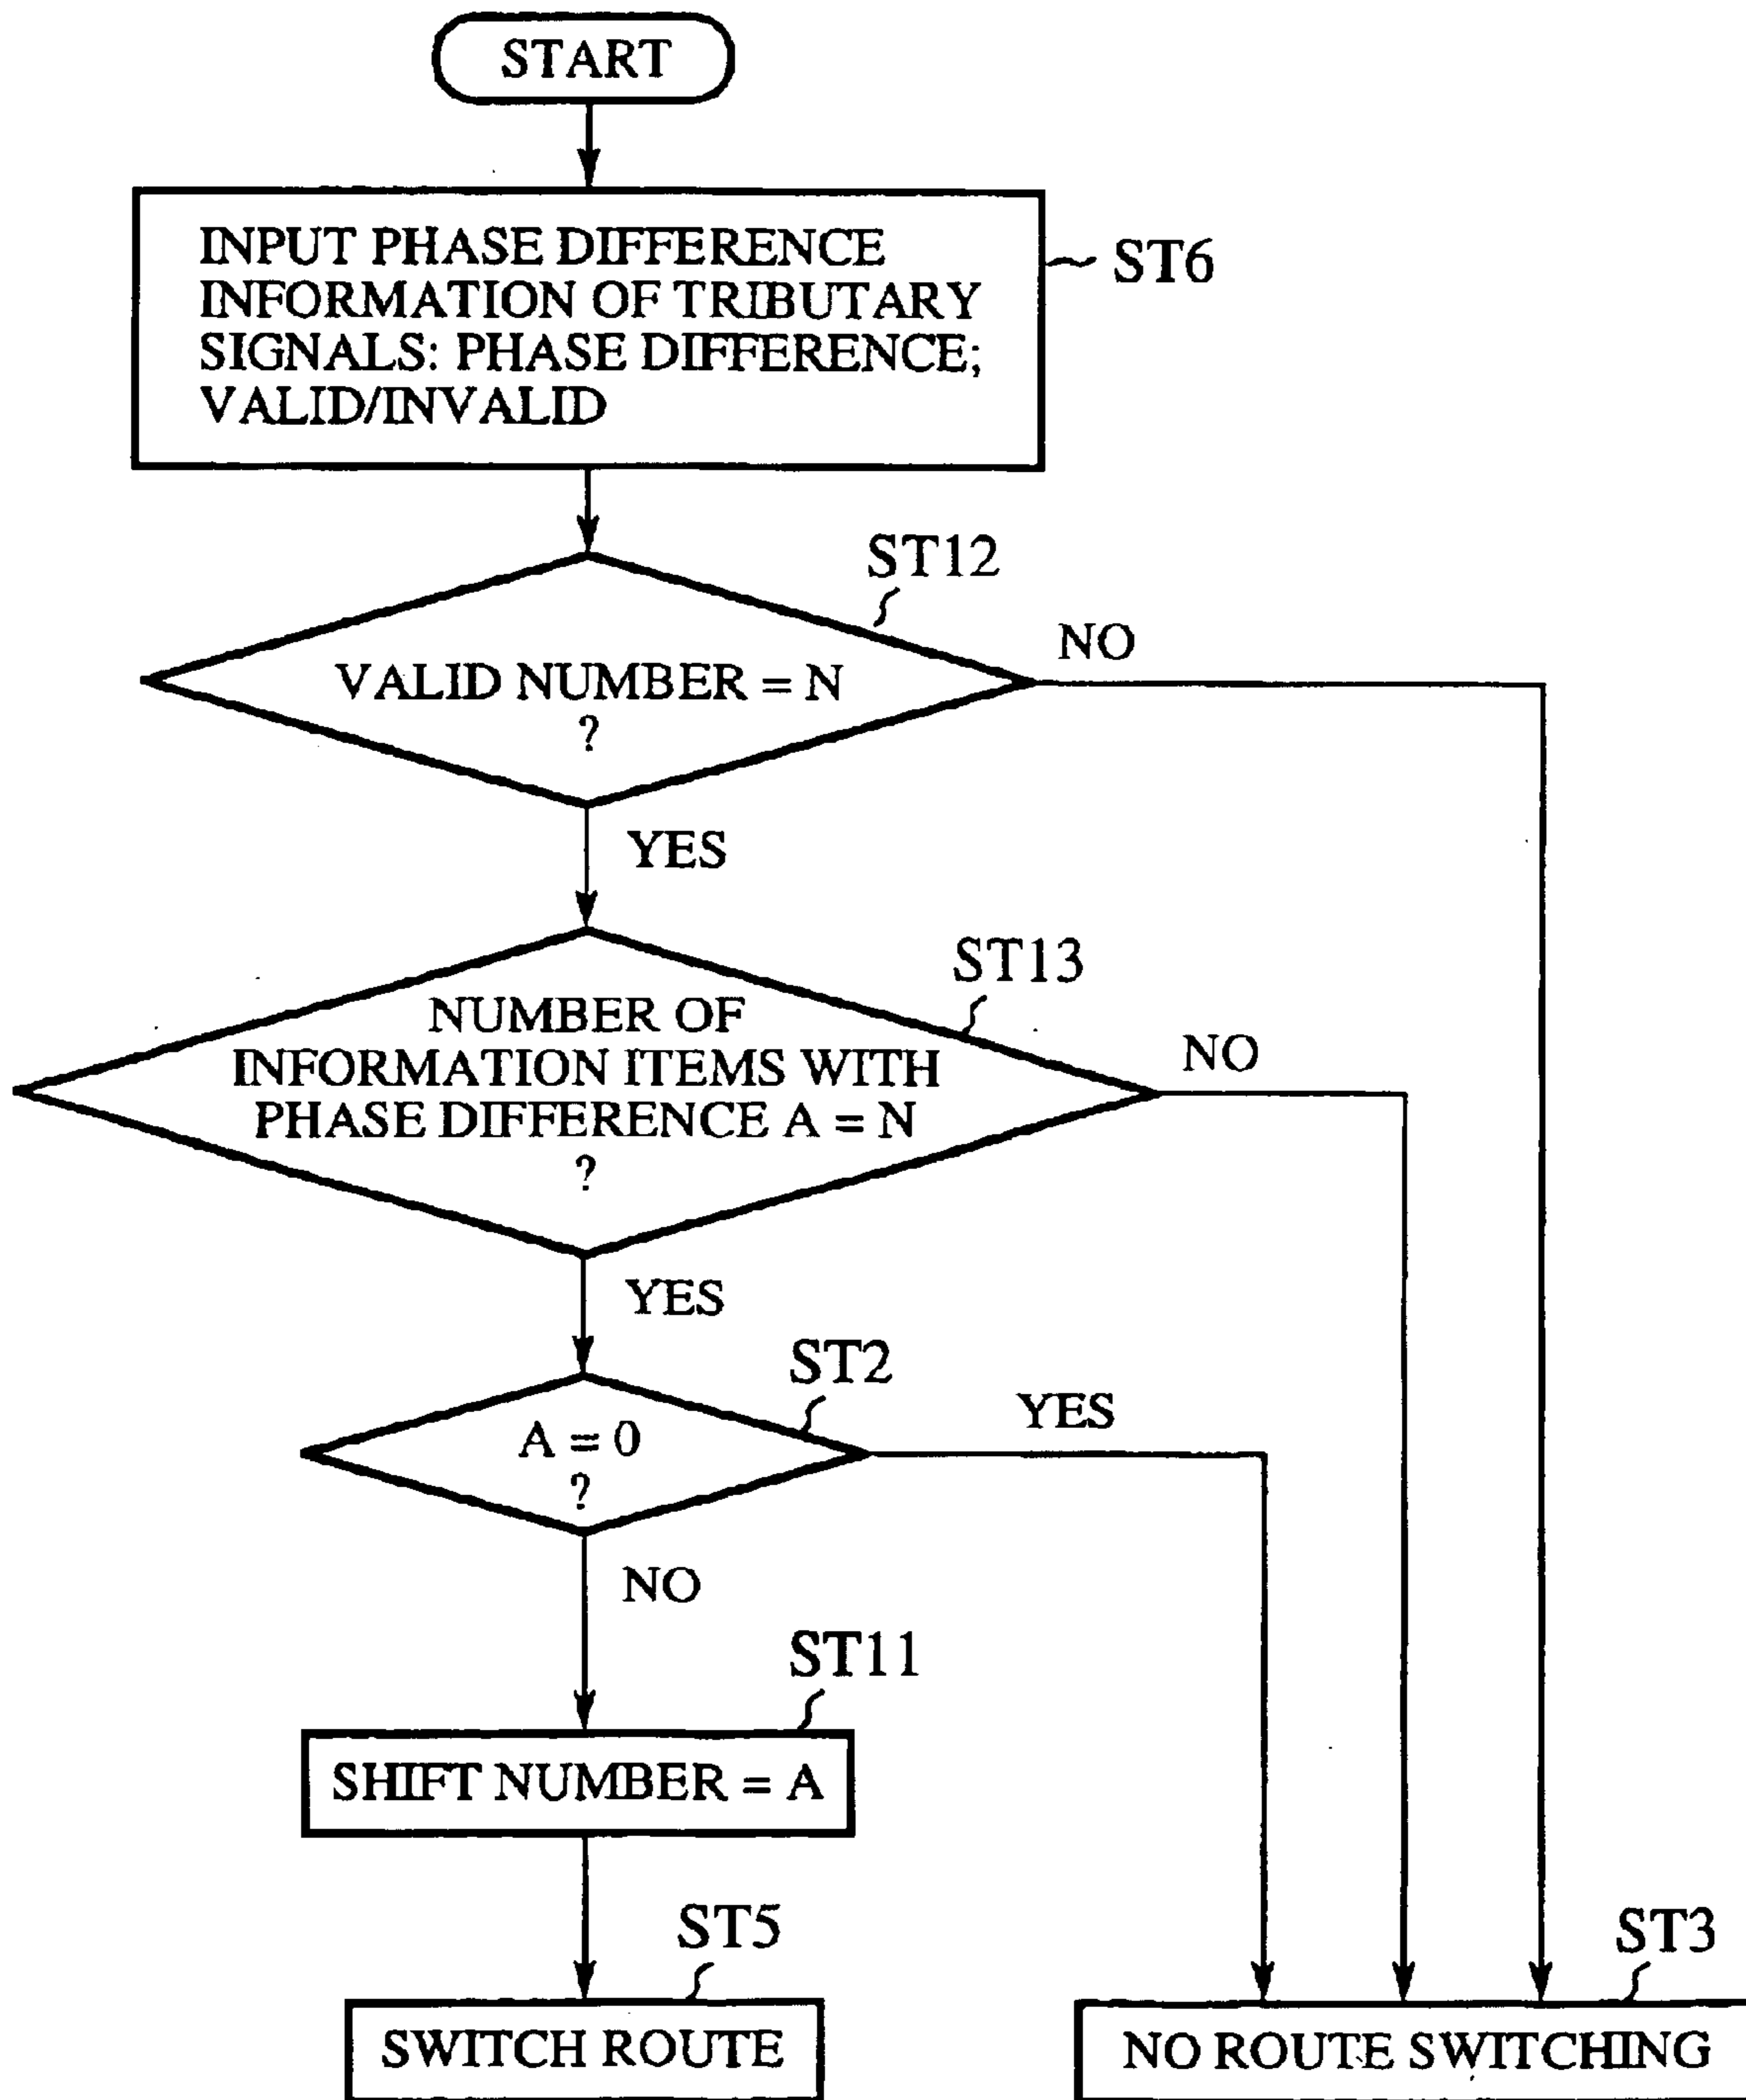 START
INPUT PHASE DIFFERENCE
INFORMATION OF TRIBUTARY
SIGNALS: PHASE DIFFERENCE;
VALID/INVALID
ST6
ST12
VALID NUMBER = N
?
NO
YES
ST13
NUMBER OF
INFORMATION ITEMS WITH
PHASE DIFFERENCE A = N
?
NO
YES
ST2
A = 0
?
YES
NO
ST11
SHIFT NUMBER = A
ST5
SWITCH ROUTE
ST3
NO ROUTE SWITCHING